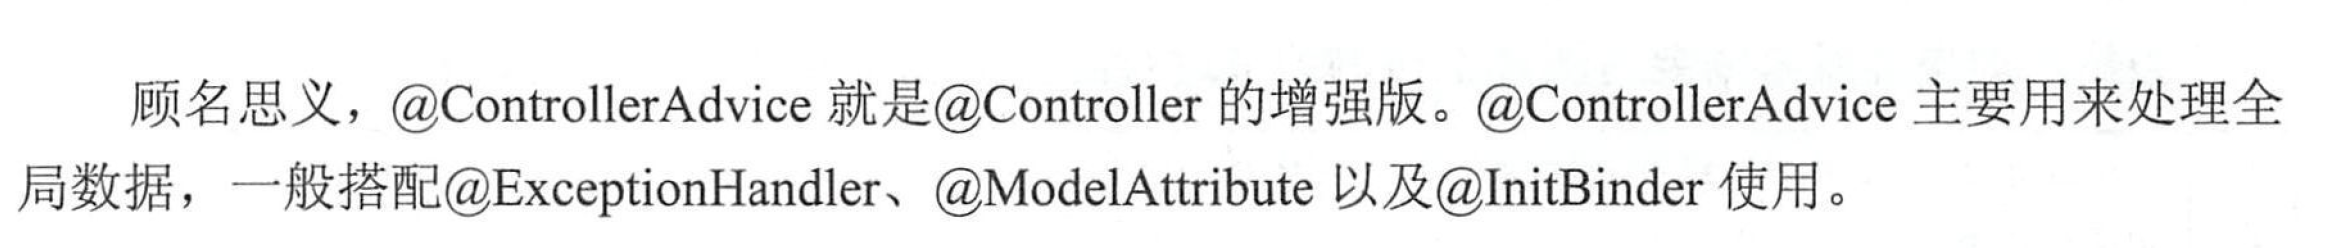 顾名思义，@ControllerAdvice 就是@Controller 的增强版。@ControllerAdvice 主要用来处理全
局数据，一般搭配@ExceptionHandler、@ModelAttribute 以及@InitBinder 使用。